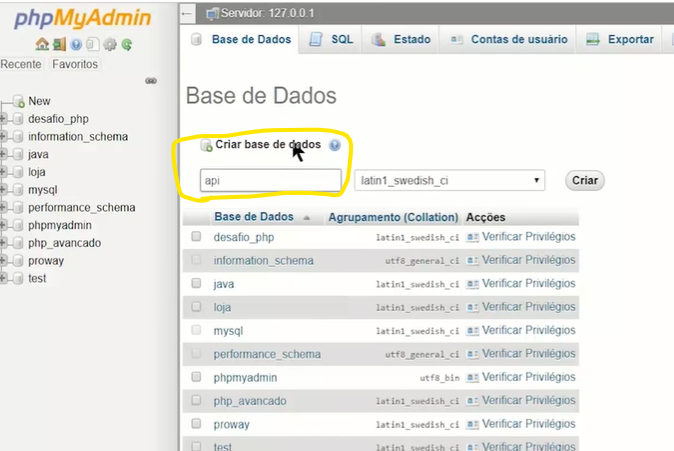 phpMyAdmin
Recente Favoritos
New
desafio_php
information_schema
java
loja
mysql
performance_schema
phpmyadmin
php_avancado
proway
test
Servidor: 127.0.0.1
Base de Dados SQL Estado Contas de usuário Exportar
Base de Dados
Criar base de dados
api latin1_swedish_ci Criar
Base de Dados Agrupamento (Collation) Acções
desafio_php latin1_swedish_ci Verificar Privilégios
information_schema utf8_general_ci Verificar Privilégios
java latin1_swedish_ci Verificar Privilégios
loja latin1_swedish_ci Verificar Privilégios
mysql latin1_swedish_ci Verificar Privilégios
performance_schema utf8_general_ci Verificar Privilégios
phpmyadmin utf8_bin Verificar Privilégios
php_avancado latin1_swedish_ci Verificar Privilégios
proway latin1_swedish_ci Verificar Privilégios
test latin1_swedish_ci Verificar Privilégios